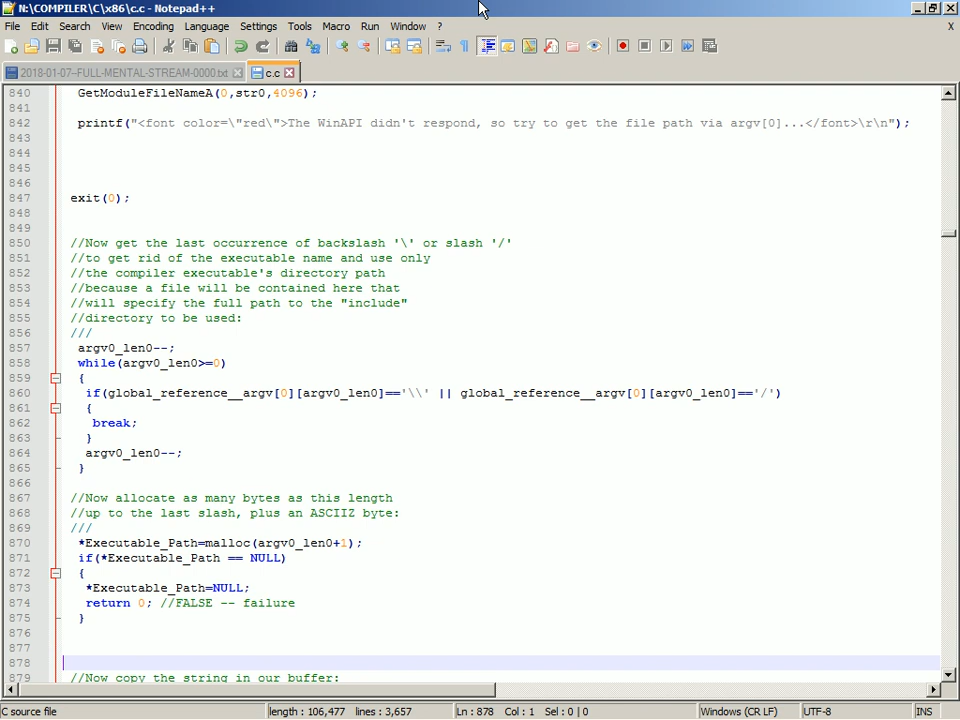 N:\COMPILER\C\x86\c.c - Notepad++
File Edit Search View Encoding Language Settings Tools Macro Run Window ? X
2018-01-07--FULL-MENTAL-STREAM-0000.txt c.c
840 GetModuleFileNameA(0,str0,4096);
841
842 printf("<font color=\"red\">The WinAPI didn't respond, so try to get the file path via argv[0]...</font>\r\n");
843
844
845
846
847 exit(0);
848
849
850 //Now get the last occurrence of backslash '\' or slash '/'
851 //to get rid of the executable name and use only
852 //the compiler executable's directory path
853 //because a file will be contained here that
854 //will specify the full path to the "include"
855 //directory to be used:
856 ///
857 argv0_len0--;
858 while(argv0_len0>=0)
859 {
860 if(global_reference__argv[0][argv0_len0]=='\\' || global_reference__argv[0][argv0_len0]=='/')
861 {
862 break;
863 }
864 argv0_len0--;
865 }
866
867 //Now allocate as many bytes as this length
868 //up to the last slash, plus an ASCIIZ byte:
869 ///
870 *Executable_Path=malloc(argv0_len0+1);
871 if(*Executable_Path == NULL)
872 {
873 *Executable_Path=NULL;
874 return 0; //FALSE -- failure
875 }
876
877
878
879 //Now copy the string in our buffer:
C source file length : 106,477 lines : 3,657 Ln : 878 Col : 1 Sel : 0 | 0 Windows (CR LF) UTF-8 INS